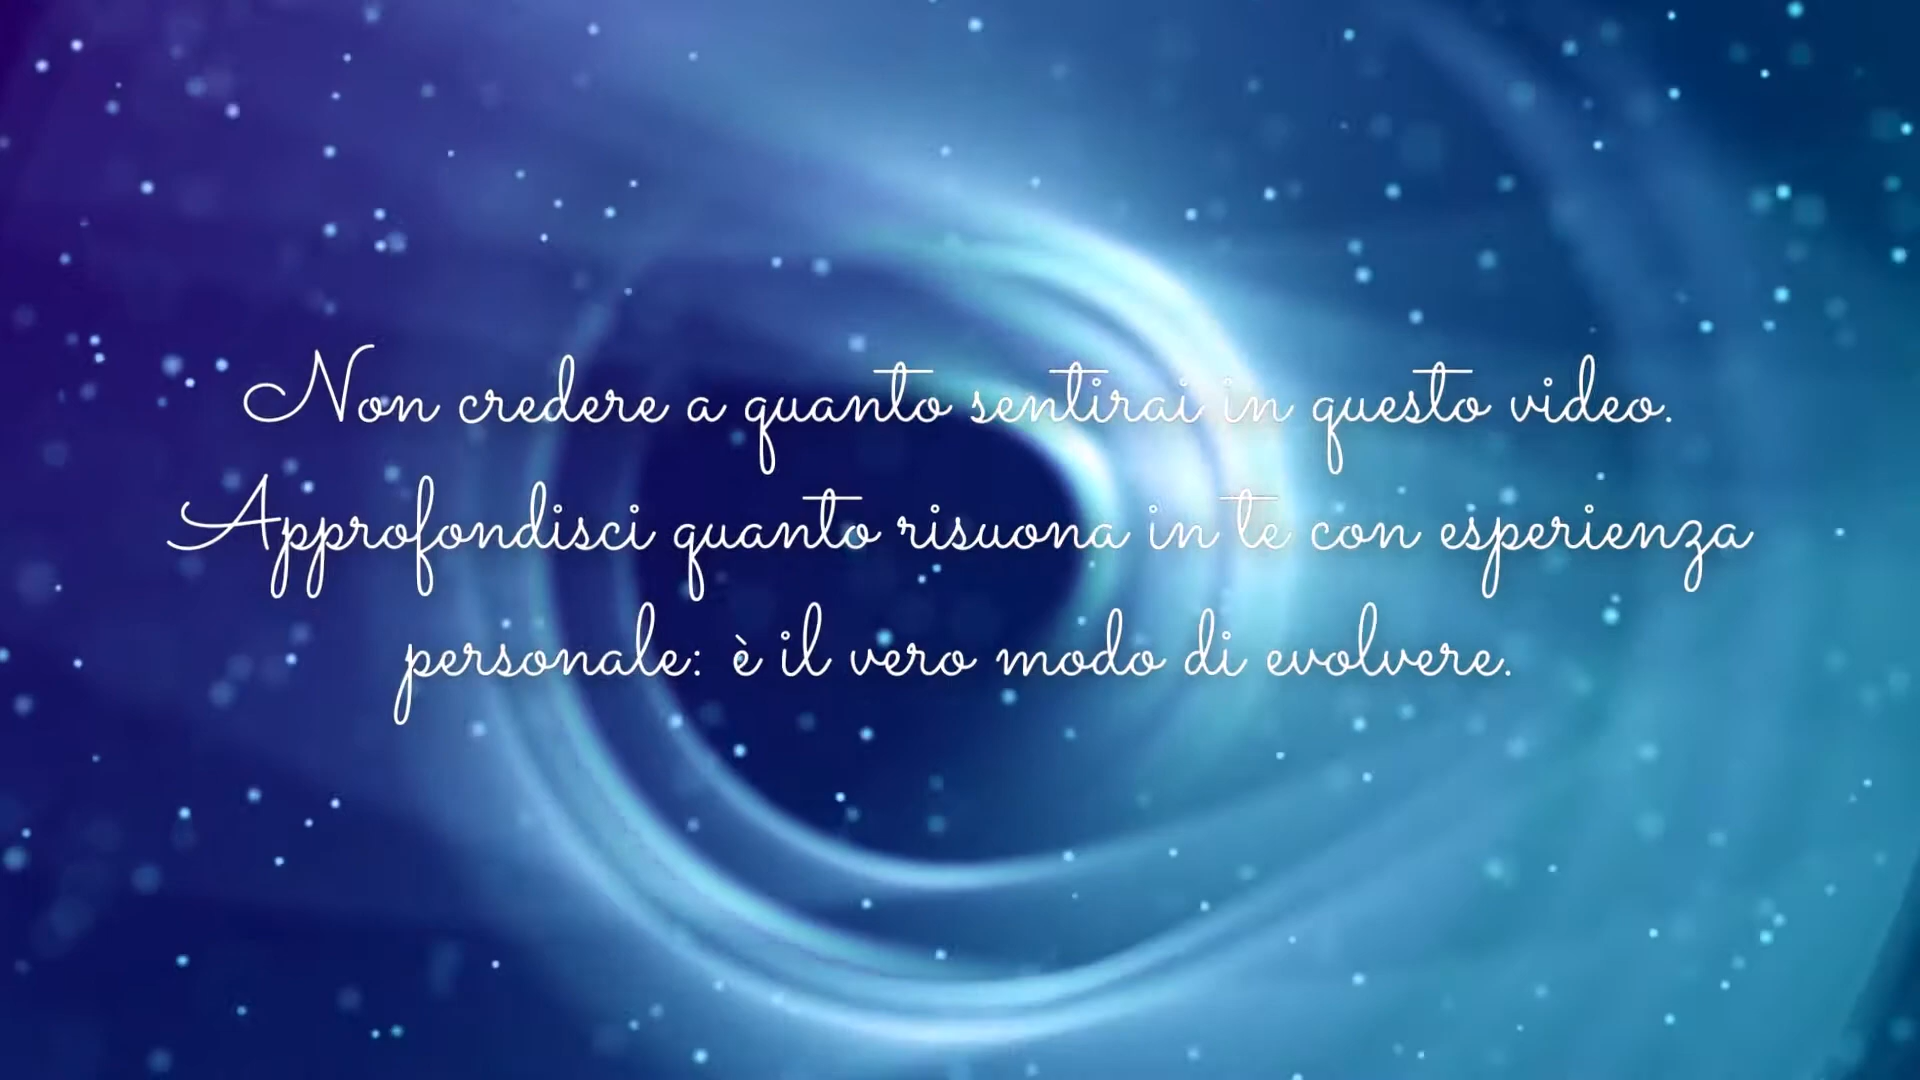 Non credere a quanto sentirai in questo video.
Approfondisci quanto risuona in te con esperienza
personale: è il vero modo di evolvere.